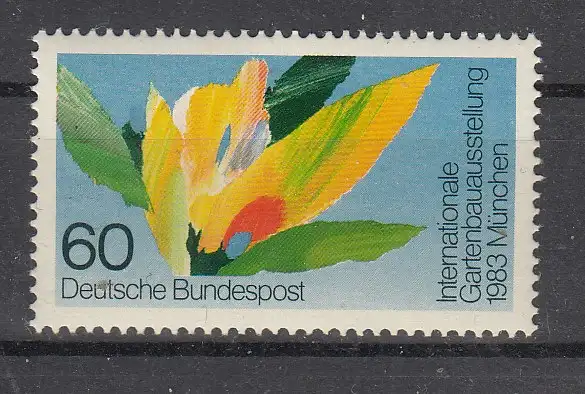 60
Deutsche Bundespost
Internationale
Gartenbauausstellung
1983 München